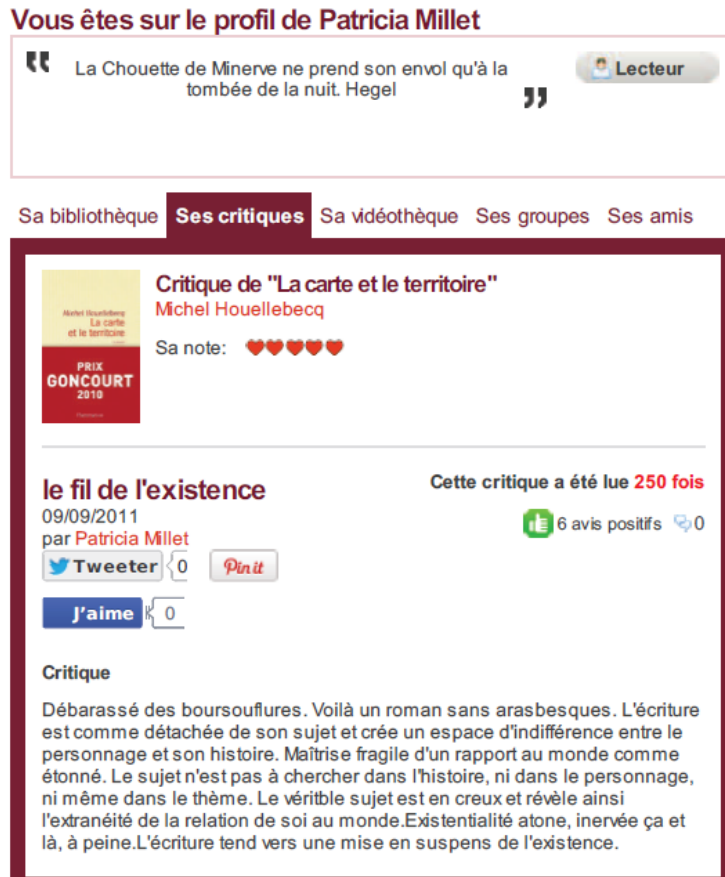 Vous êtes sur le profil de Patricia Millet
" La Chouette de Minerve ne prend son envol qu'à la
tombée de la nuit. Hegel "
Lecteur
Sa bibliothèque Ses critiques Sa vidéothèque Ses groupes Ses amis
Michel Houellebecq
La carte
et le territoire
PRIX
GONCOURT
2010
Critique de "La carte et le territoire"
Michel Houellebecq
Sa note:
le fil de l'existence
09/09/2011
par Patricia Millet
Cette critique a été lue 250 fois
6 avis positifs 0
Tweeter 0 Pin it
J'aime 0
Critique
Débarassé des boursouflures. Voilà un roman sans arasbesques. L'écriture
est comme détachée de son sujet et crée un espace d'indifférence entre le
personnage et son histoire. Maîtrise fragile d'un rapport au monde comme
étonné. Le sujet n'est pas à chercher dans l'histoire, ni dans le personnage,
ni même dans le thème. Le véritble sujet est en creux et révèle ainsi
l'extranéité de la relation de soi au monde.Existentialité atone, inervée ça et
là, à peine.L'écriture tend vers une mise en suspens de l'existence.